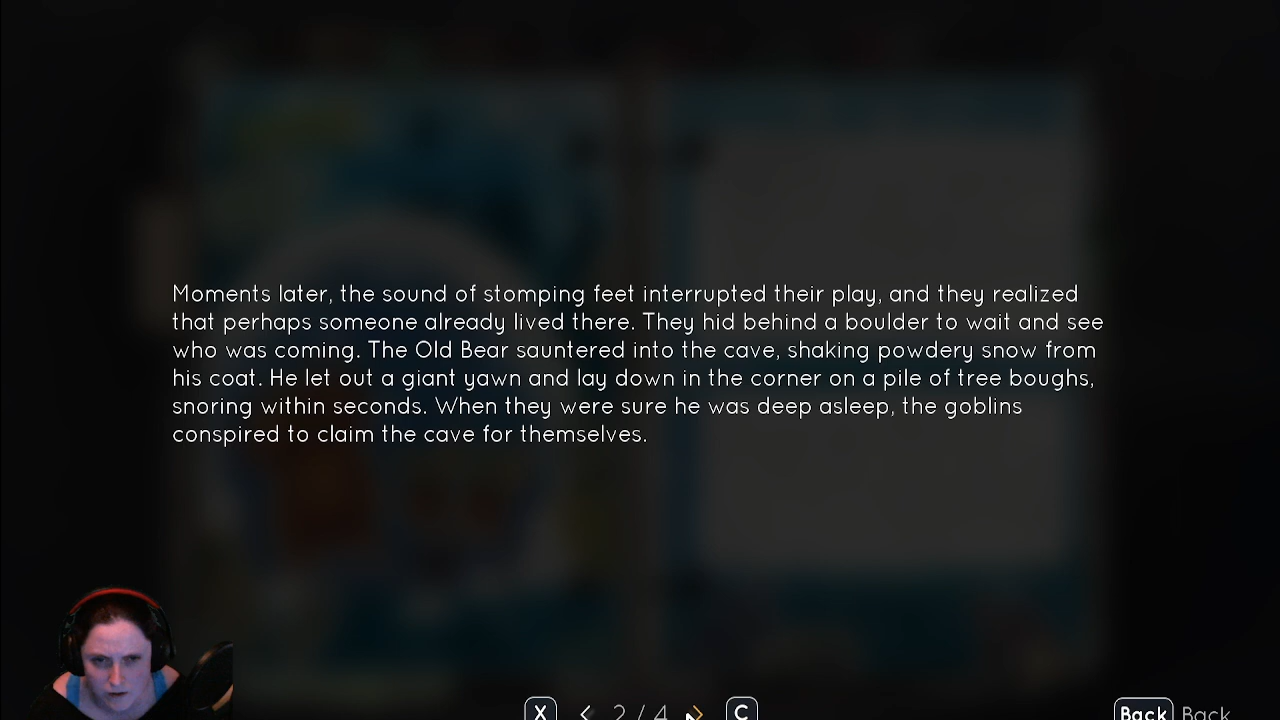 Moments later, the sound of stomping feet interrupted their play, and they realized
that perhaps someone already lived there. They hid behind a boulder to wait and see
who was coming. The Old Bear sauntered into the cave, shaking powdery snow from
his coat. He let out a giant yawn and lay down in the corner on a pile of tree boughs,
snoring within seconds. When they were sure he was deep asleep, the goblins
conspired to claim the cave for themselves.
X < 2 / 4 > C Back Back